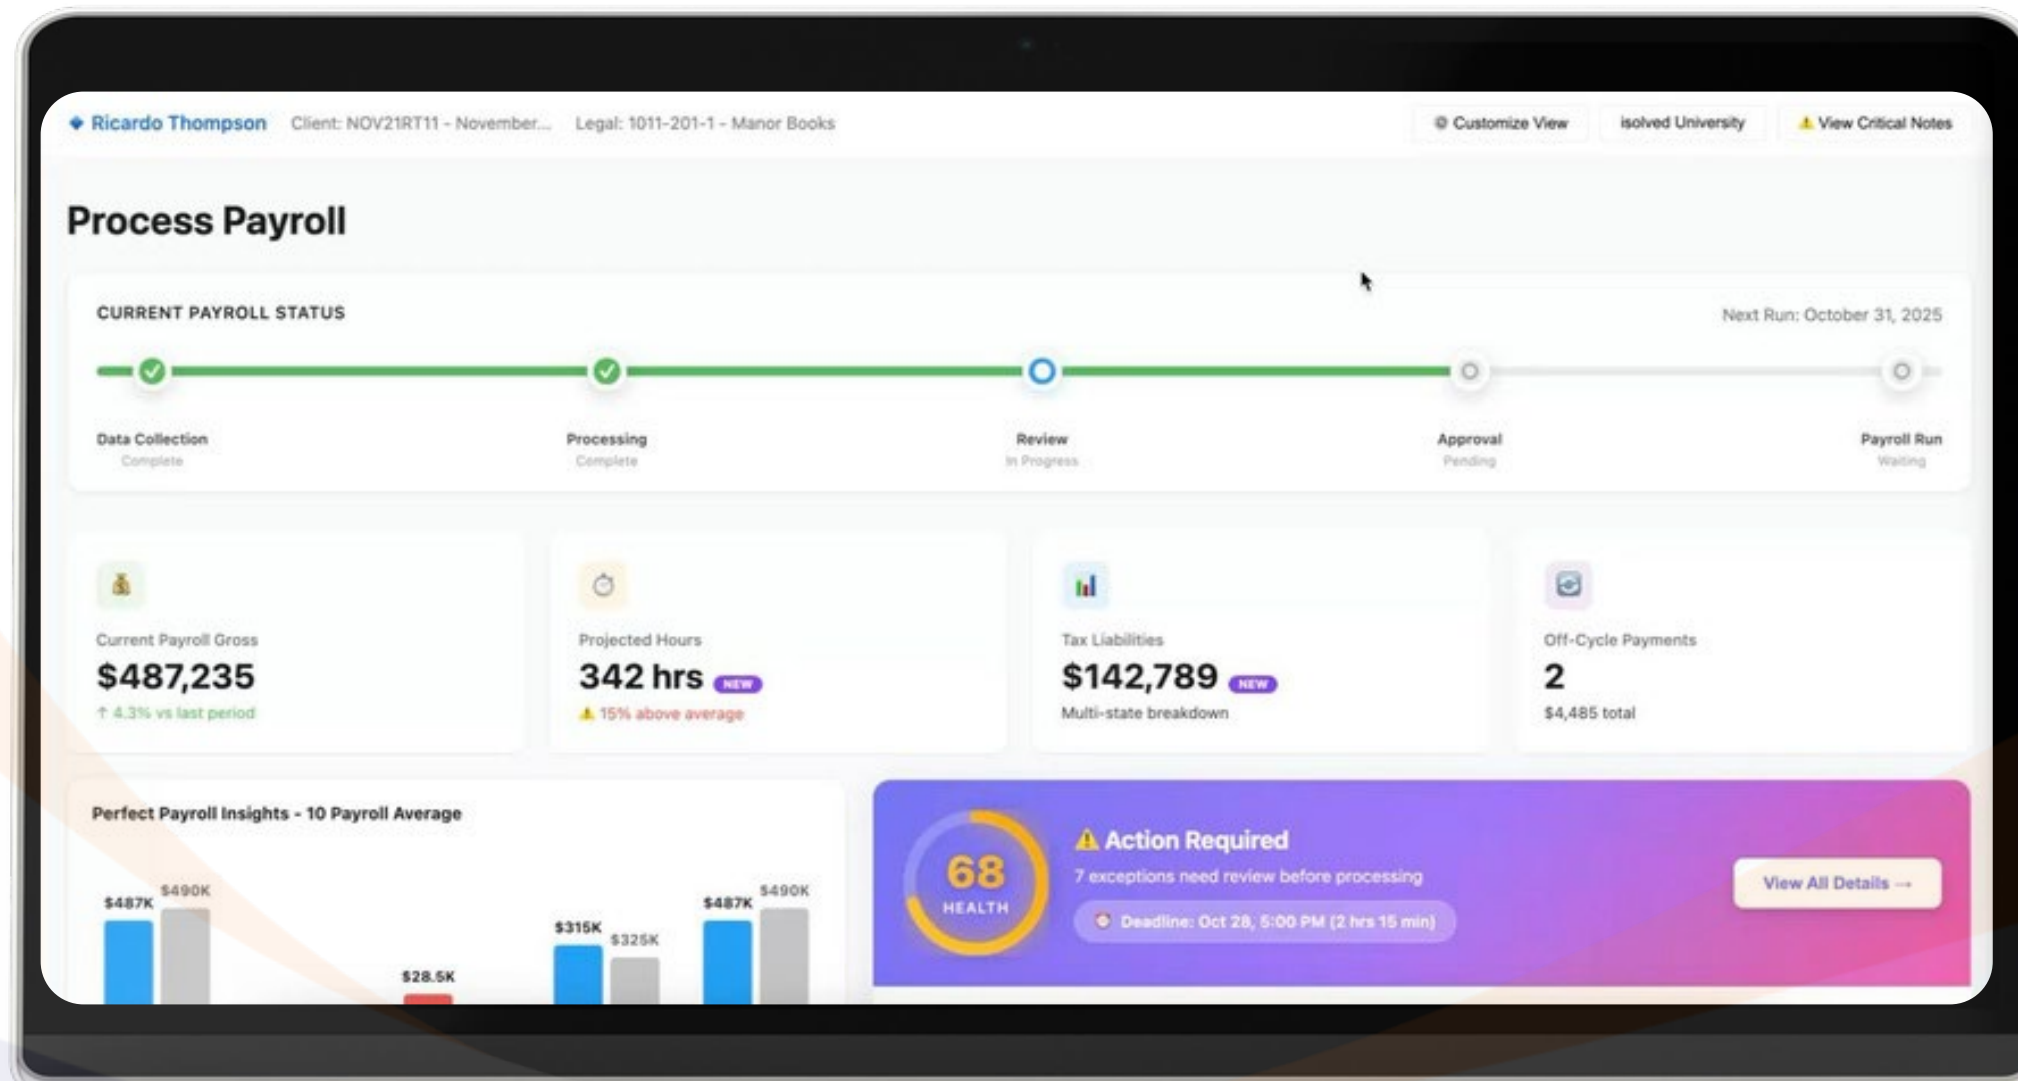 Ricardo Thompson Client: NOV21RT11 - November... Legal: 1011-201-1 - Manor Books Customize View isolved University View Critical Notes
Process Payroll
CURRENT PAYROLL STATUS Next Run: October 31, 2025
Data Collection Processing Review Approval Payroll Run
Complete Complete In Progress Pending Waiting
Current Payroll Gross
$487,235
↑ 4.3% vs last period
Projected Hours
342 hrs NEW
15% above average
Tax Liabilities
$142,789 NEW
Multi-state breakdown
Off-Cycle Payments
2
$4,485 total
Perfect Payroll Insights - 10 Payroll Average
$487K $490K $28.5K $315K $325K $487K $490K
68
HEALTH
Action Required
7 exceptions need review before processing
Deadline: Oct 28, 5:00 PM (2 hrs 15 min)
View All Details →